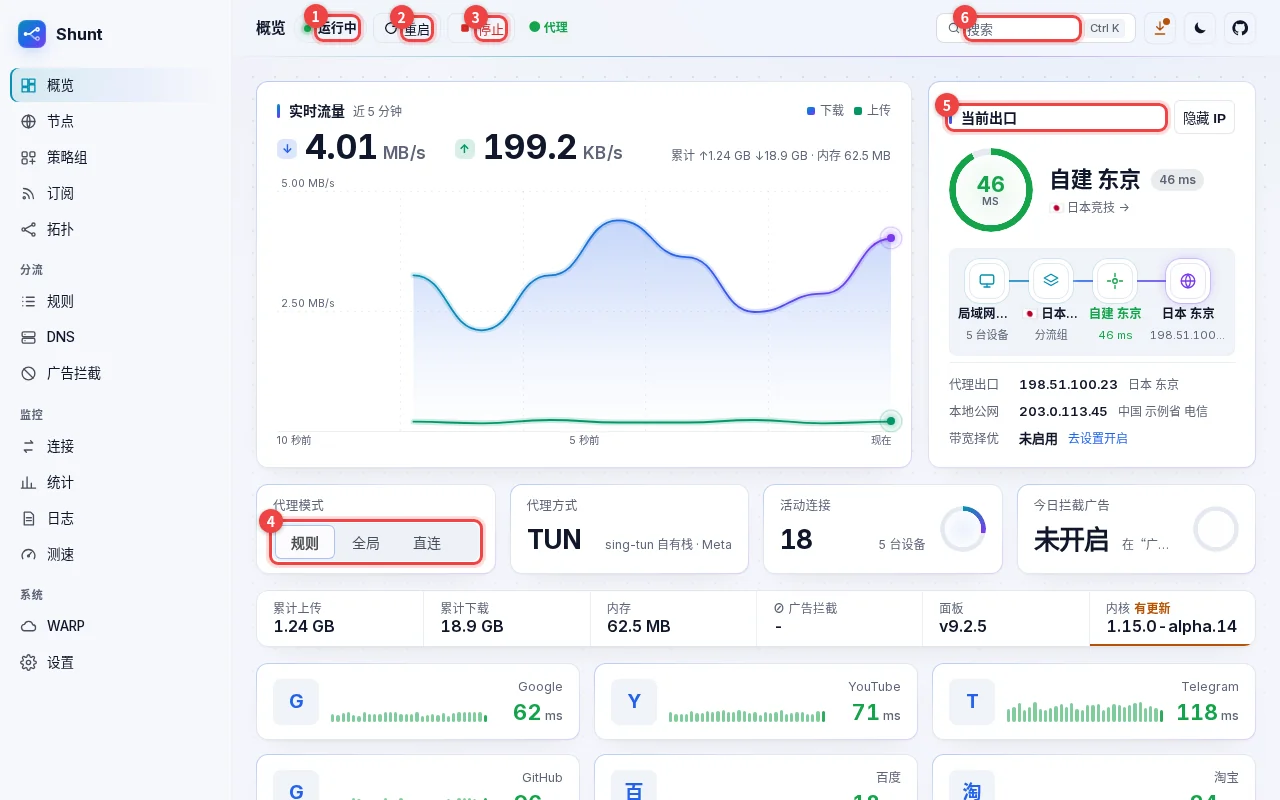 Shunt
概览
节点
策略组
订阅
拓扑
分流
规则
DNS
广告拦截
监控
连接
统计
日志
测速
系统
WARP
设置
概览
1
运行中
2
重启
3
停止
代理
6
搜索
Ctrl K
实时流量 近 5 分钟
下载 上传
4.01 MB/s
199.2 KB/s
累计 ↑1.24 GB ↓18.9 GB · 内存 62.5 MB
5.00 MB/s
2.50 MB/s
10 秒前
5 秒前
现在
5
当前出口
隐藏 IP
46
MS
自建 东京 46 ms
日本竞技 →
局域网…
5 台设备
日本…
分流组
自建 东京
46 ms
日本 东京
198.51.100…
代理出口 198.51.100.23 日本 东京
本地公网 203.0.113.45 中国 示例省 电信
带宽择优 未启用 去设置开启
代理模式
4
规则 全局 直连
代理方式
TUN sing-tun 自有栈 · Meta
活动连接
18 5 台设备
今日拦截广告
未开启 在 “广…
累计上传
1.24 GB
累计下载
18.9 GB
内存
62.5 MB
广告拦截
-
面板
v9.2.5
内核 有更新
1.15.0-alpha.14
G
Google
62 ms
Y
YouTube
71 ms
T
Telegram
118 ms
G
GitHub
百
百度
淘
淘宝